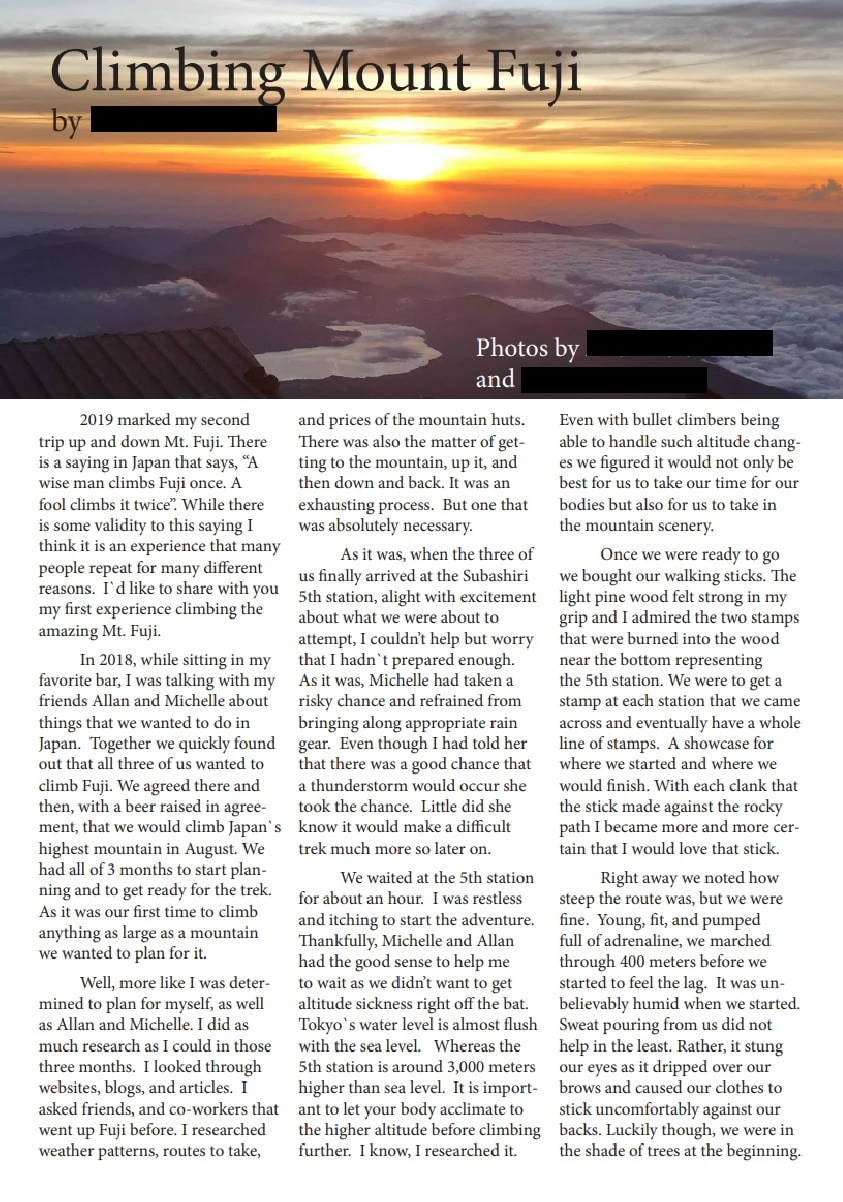 Climbing Mount Fuji
by
Photos by
and
2019 marked my second
trip up and down Mt. Fuji. There
is a saying in Japan that says, “A
wise man climbs Fuji once. A
fool climbs it twice”. While there
is some validity to this saying I
think it is an experience that many
people repeat for many different
reasons. I`d like to share with you
my first experience climbing the
amazing Mt. Fuji.
In 2018, while sitting in my
favorite bar, I was talking with my
friends Allan and Michelle about
things that we wanted to do in
Japan. Together we quickly found
out that all three of us wanted to
climb Fuji. We agreed there and
then, with a beer raised in agree-
ment, that we would climb Japan`s
highest mountain in August. We
had all of 3 months to start plan-
ning and to get ready for the trek.
As it was our first time to climb
anything as large as a mountain
we wanted to plan for it.
Well, more like I was deter-
mined to plan for myself, as well
as Allan and Michelle. I did as
much research as I could in those
three months. I looked through
websites, blogs, and articles. I
asked friends, and co-workers that
went up Fuji before. I researched
weather patterns, routes to take,
and prices of the mountain huts.
There was also the matter of get-
ting to the mountain, up it, and
then down and back. It was an
exhausting process. But one that
was absolutely necessary.
As it was, when the three of
us finally arrived at the Subashiri
5th station, alight with excitement
about what we were about to
attempt, I couldn’t help but worry
that I hadn`t prepared enough.
As it was, Michelle had taken a
risky chance and refrained from
bringing along appropriate rain
gear. Even though I had told her
that there was a good chance that
a thunderstorm would occur she
took the chance. Little did she
know it would make a difficult
trek much more so later on.
We waited at the 5th station
for about an hour. I was restless
and itching to start the adventure.
Thankfully, Michelle and Allan
had the good sense to help me
to wait as we didn’t want to get
altitude sickness right off the bat.
Tokyo`s water level is almost flush
with the sea level. Whereas the
5th station is around 3,000 meters
higher than sea level. It is import-
ant to let your body acclimate to
the higher altitude before climbing
further. I know, I researched it.
Even with bullet climbers being
able to handle such altitude chang-
es we figured it would not only be
best for us to take our time for our
bodies but also for us to take in
the mountain scenery.
Once we were ready to go
we bought our walking sticks. The
light pine wood felt strong in my
grip and I admired the two stamps
that were burned into the wood
near the bottom representing
the 5th station. We were to get a
stamp at each station that we came
across and eventually have a whole
line of stamps. A showcase for
where we started and where we
would finish. With each clank that
the stick made against the rocky
path I became more and more cer-
tain that I would love that stick.
Right away we noted how
steep the route was, but we were
fine. Young, fit, and pumped
full of adrenaline, we marched
through 400 meters before we
started to feel the lag. It was un-
believably humid when we started.
Sweat pouring from us did not
help in the least. Rather, it stung
our eyes as it dripped over our
brows and caused our clothes to
stick uncomfortably against our
backs. Luckily though, we were in
the shade of trees at the beginning.